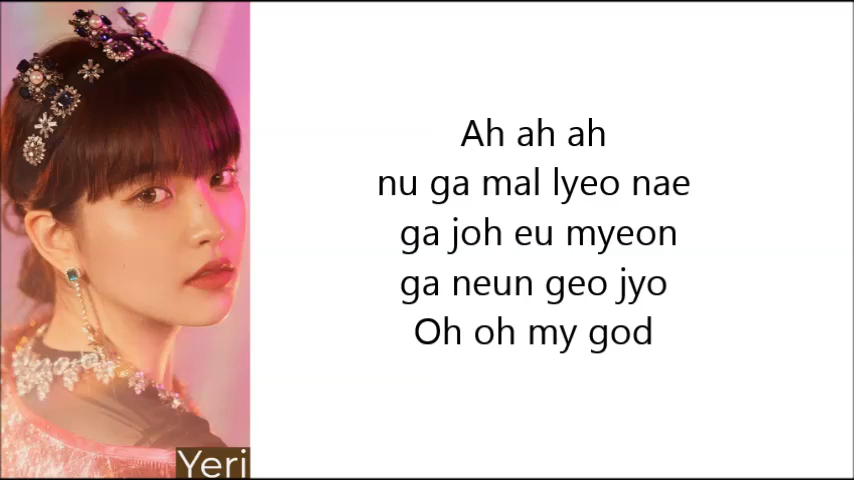 Ah ah ah
nu ga mal lyeo nae
ga joh eu myeon
ga neun geo jyo
Oh oh my god
Yeri